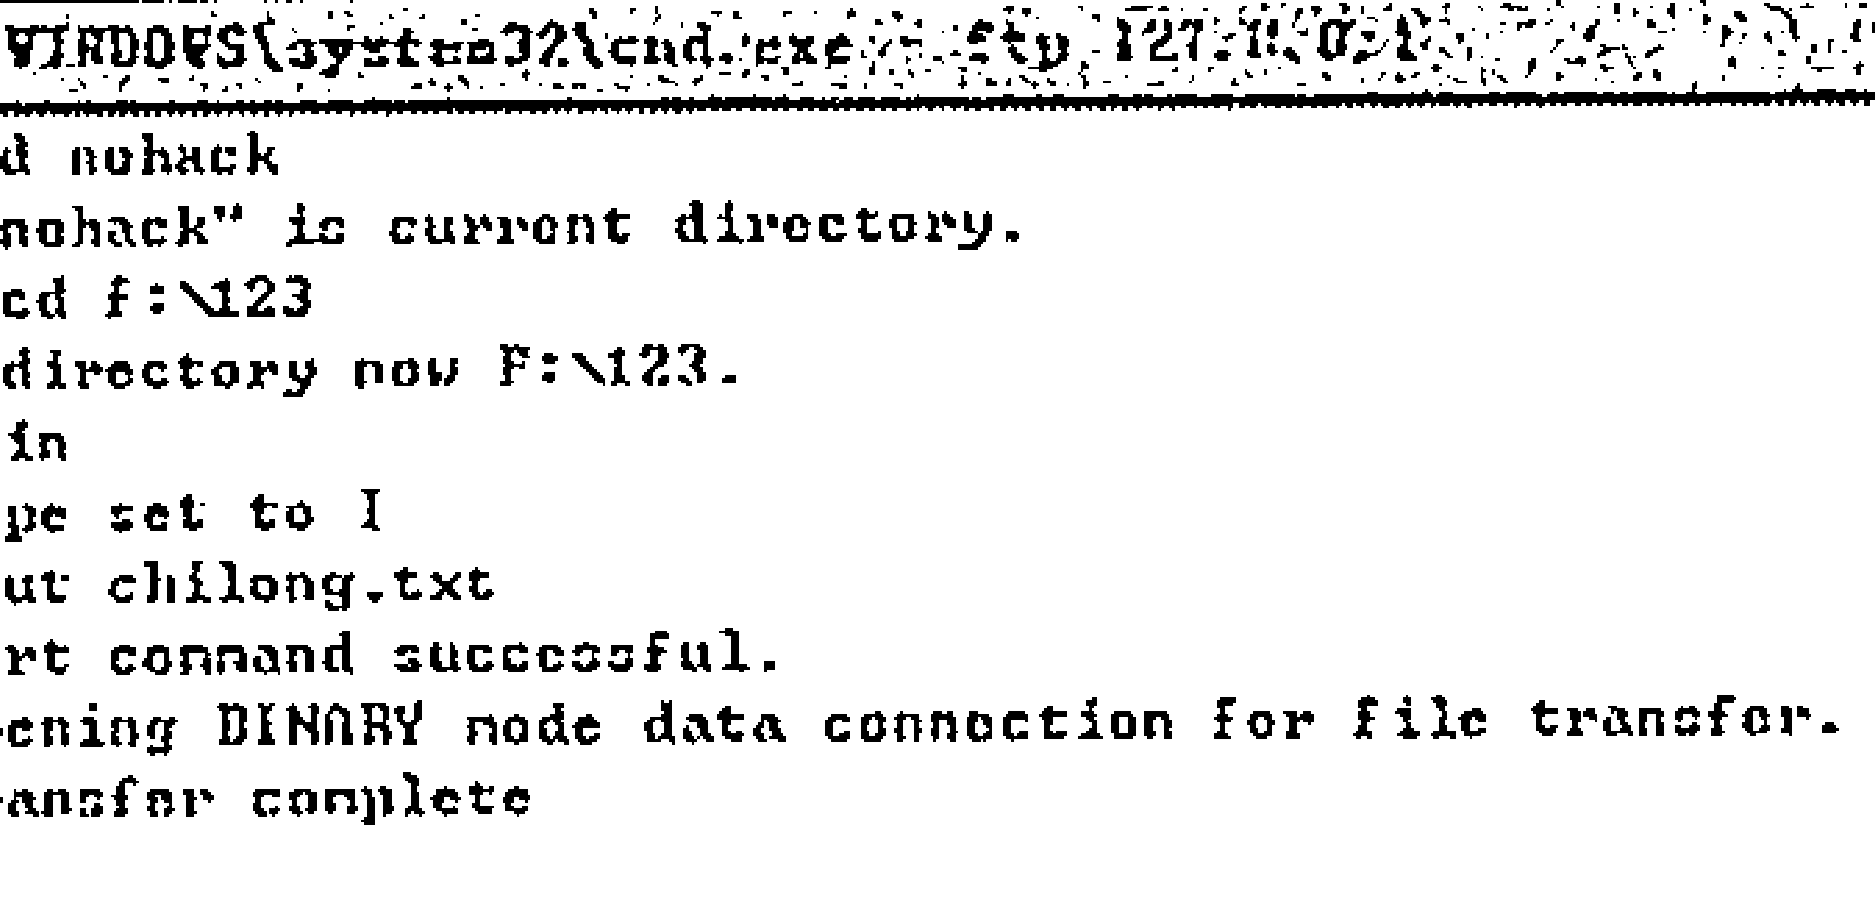 WINDOWS\system32\cmd.exe - ftp 127.0.0.1
d nohack
nohack" is current directory.
cd f:\123
directory now F:\123.
in
pe set to I
ut chilong.txt
rt command successful.
ening BINARY mode data connection for file transfer.
ansfer complete